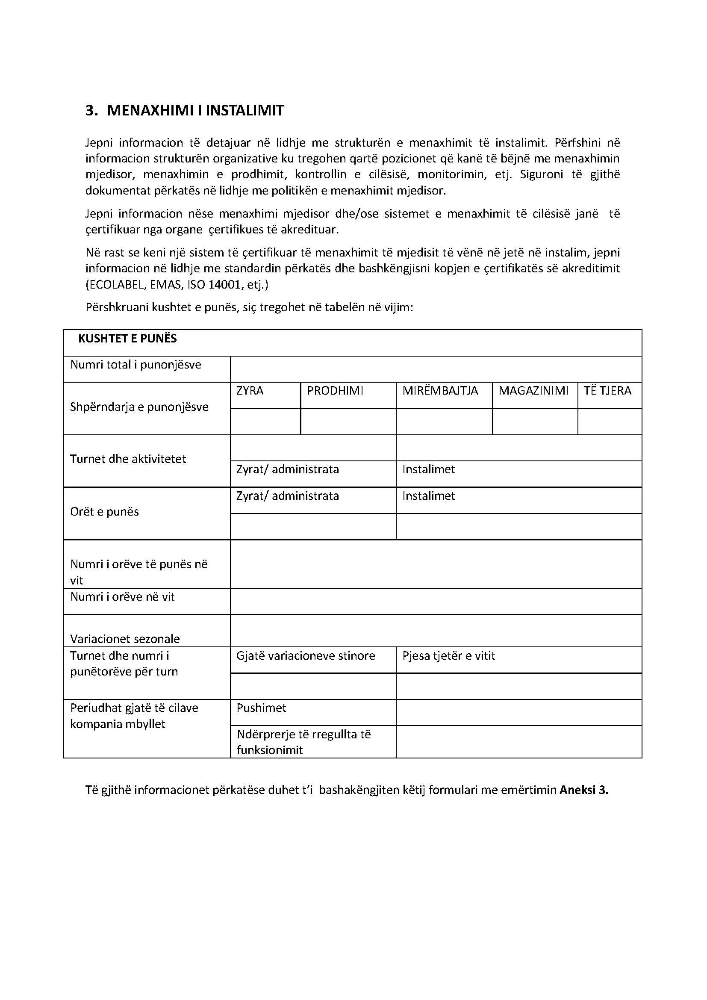 3. MENAXHIMI I INSTALIMIT
Jepni informacion të detajuar në lidhje me strukturën e menaxhimit të instalimit. Përfshini në
informacion strukturën organizative ku tregohen qartë pozicionet që kanë të bëjnë me menaxhimin
mjedisor, menaxhimin e prodhimit, kontrollin e cilësisë, monitorimin, etj. Siguroni të gjithë
dokumentat përkatës në lidhje me politikën e menaxhimit mjedisor.
Jepni informacion nëse menaxhimi mjedisor dhe/ose sistemet e menaxhimit të cilësisë janë të
çertifikuar nga organe çertifikues të akredituar.
Në rast se keni një sistem të çertifikuar të menaxhimit të mjedisit të vënë në jetë në instalim, jepni
informacion në lidhje me standardin përkatës dhe bashkëngjisni kopjen e çertifikatës së akreditimit
(ECOLABEL, EMAS, ISO 14001, etj.)
Përshkruani kushtet e punës, siç tregohet në tabelën në vijim:
KUSHTET E PUNËS
Numri total i punonjësve
Shpërndarja e punonjësve
ZYRA PRODHIMI MIRËMBAJTJA MAGAZINIMI TË TJERA
Turnet dhe aktivitetet
Zyrat/ administrata Instalimet
Orët e punës
Zyrat/ administrata Instalimet
Numri i orëve të punës në
vit
Numri i orëve në vit
Variacionet sezonale
Turnet dhe numri i
punëtorëve për turn
Gjatë variacioneve stinore Pjesa tjetër e vitit
Periudhat gjatë të cilave
kompania mbyllet
Pushimet
Ndërprerje të rregullta të
funksionimit
Të gjithë informacionet përkatëse duhet t’i bashakëngjiten këtij formulari me emërtimin Aneksi 3.